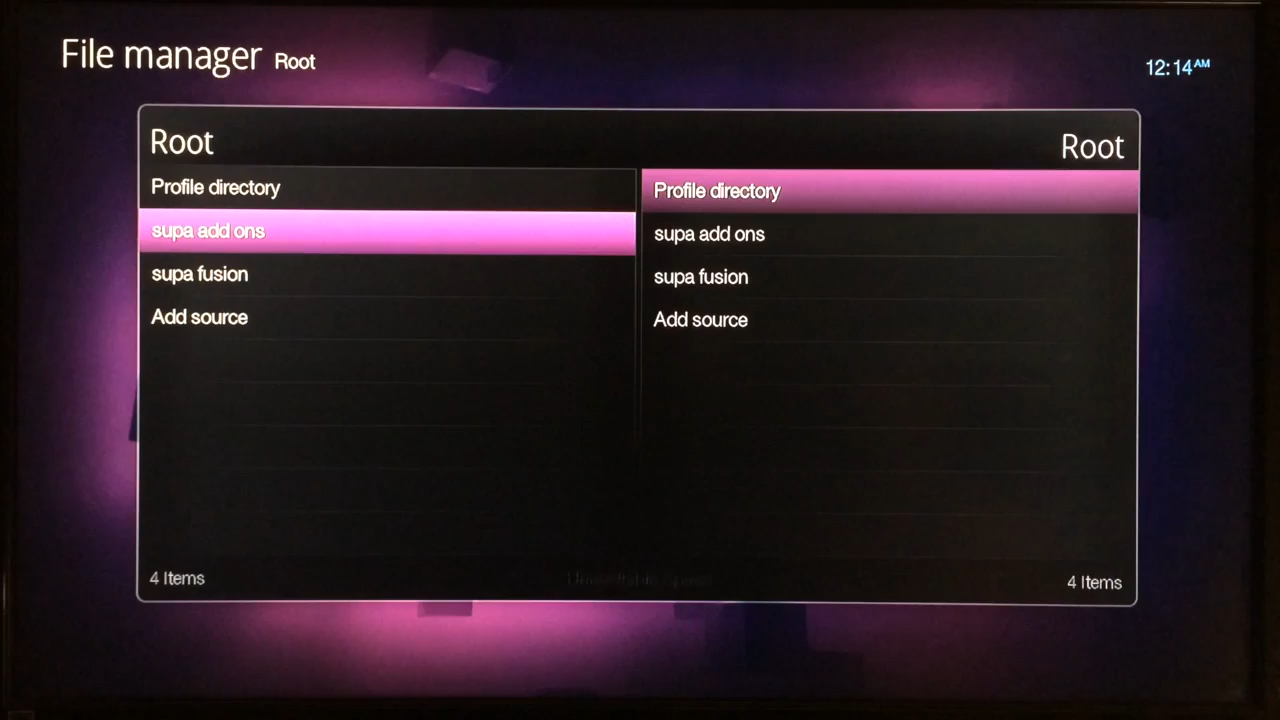 File manager Root
12:14AM
Root
Profile directory
supa add ons
supa fusion
Add source
4 Items
Root
Profile directory
supa add ons
supa fusion
Add source
4 Items